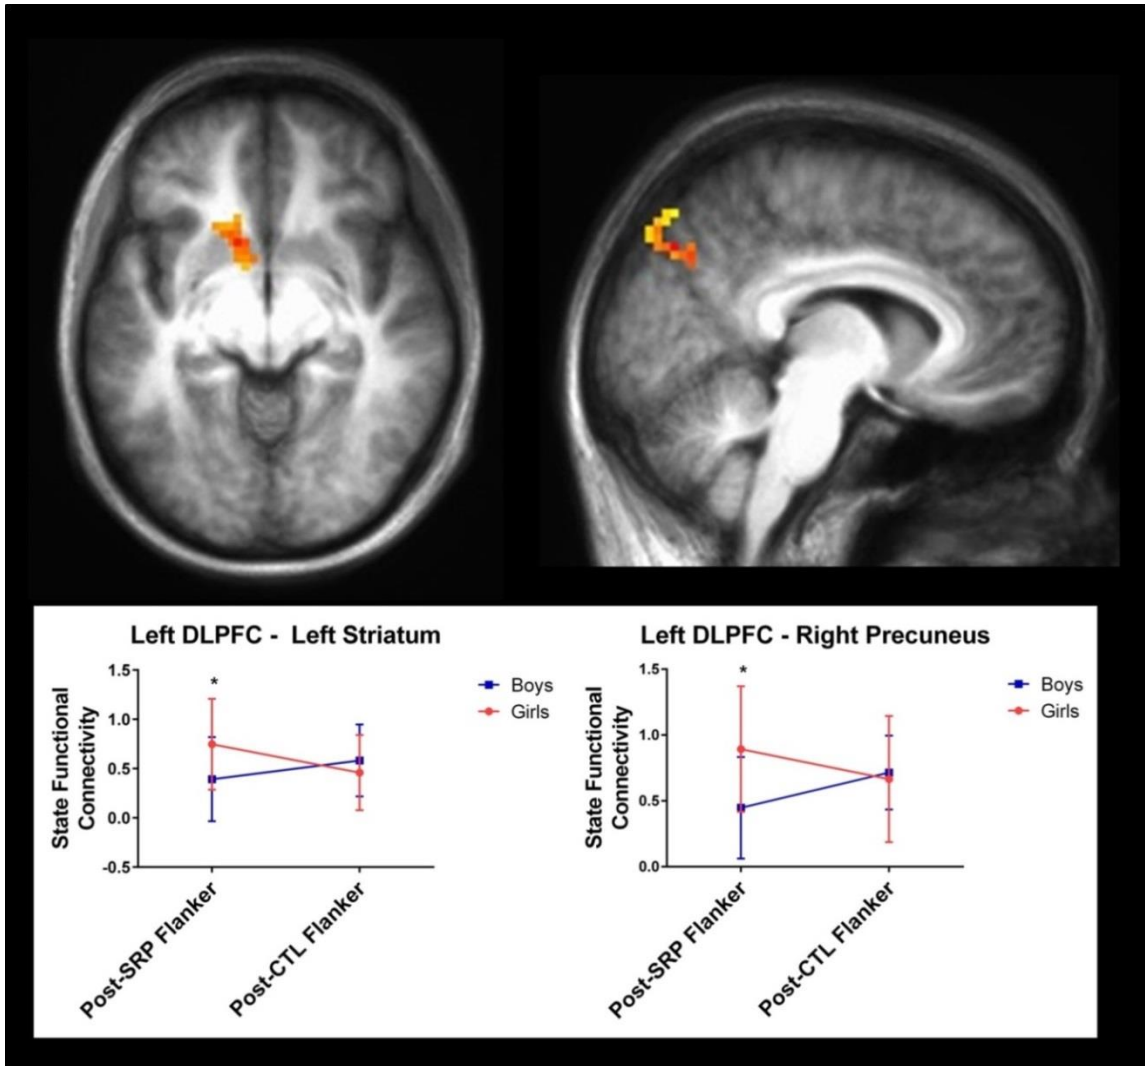 Left DLPFC - Left Striatum
State Functional
Connectivity
1.5
1.0
0.5
0.0
-0.5
*
Boys
Girls
Post-SRP Flanker
Post-CTL Flanker
Left DLPFC - Right Precuneus
State Functional
Connectivity
1.5
1.0
0.5
0.0
*
Boys
Girls
Post-SRP Flanker
Post-CTL Flanker